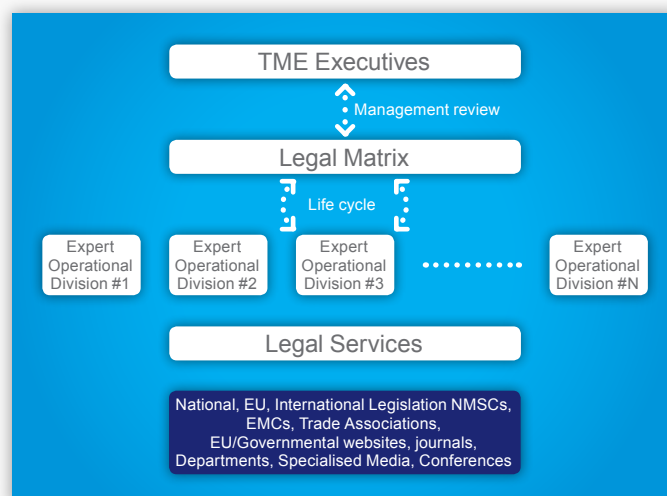 TME Executives
Management review
Legal Matrix
Life cycle
Expert
Operational
Division #1
Expert
Operational
Division #2
Expert
Operational
Division #3
Expert
Operational
Division #N
Legal Services
National, EU, International Legislation NMSCs,
EMCs, Trade Associations,
EU/Governmental websites, journals,
Departments, Specialised Media, Conferences